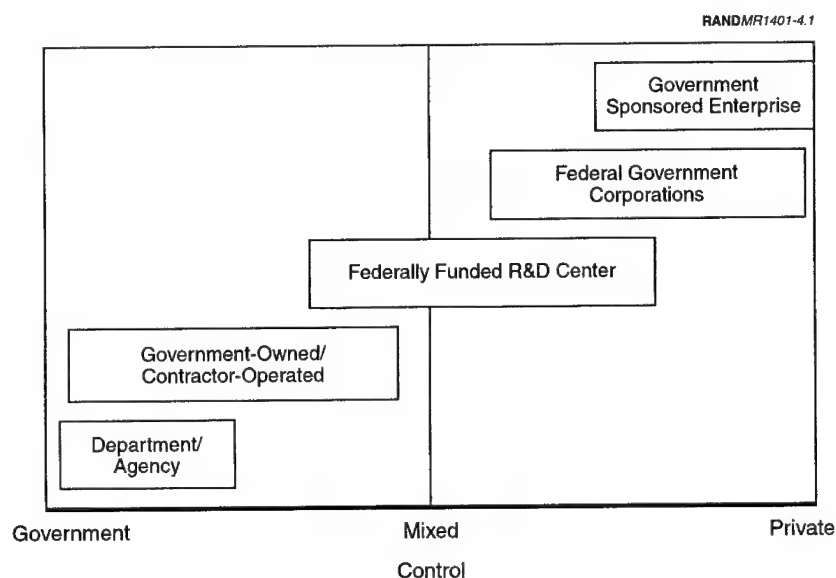 RANDMR1401-4.1
Government
Sponsored Enterprise
Federal Government
Corporations
Federally Funded R&D Center
Government-Owned/
Contractor-Operated
Department/
Agency
Government
Mixed
Private
Control